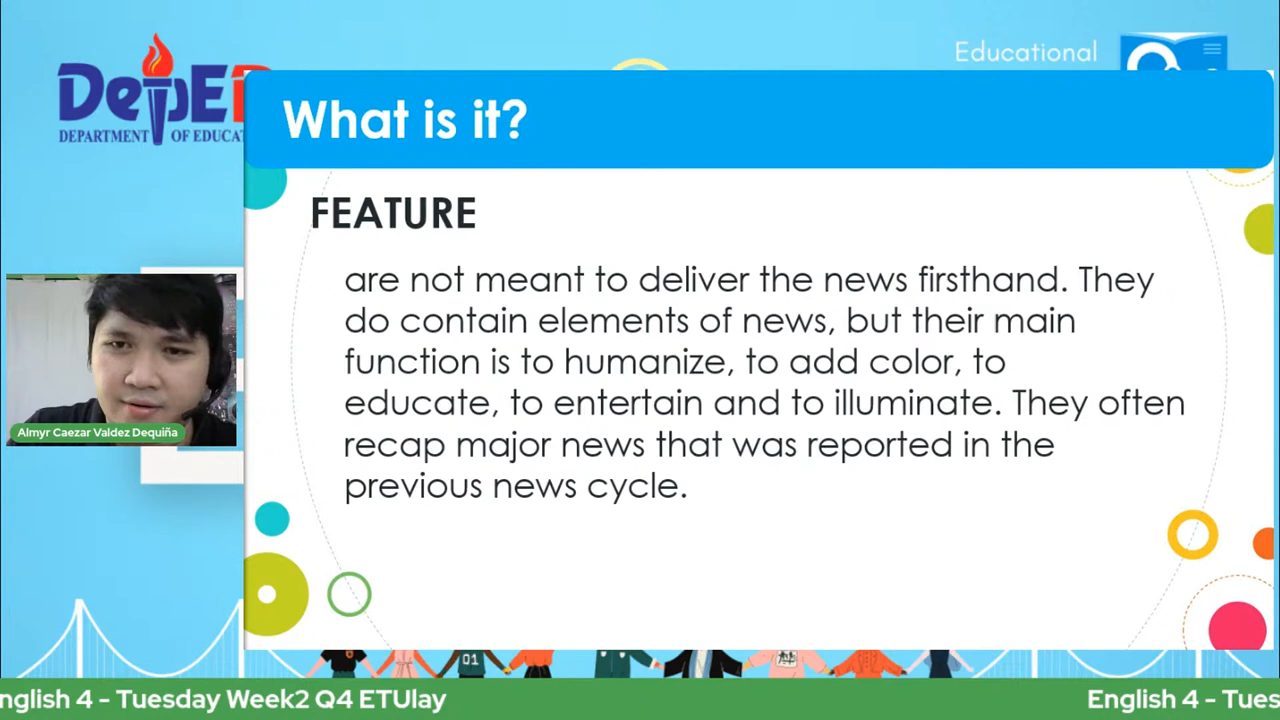 DepE
DEPARTMENT OF EDUCAT
Educational
What is it?
FEATURE
are not meant to deliver the news firsthand. They
do contain elements of news, but their main
function is to humanize, to add color, to
educate, to entertain and to illuminate. They often
recap major news that was reported in the
previous news cycle.
Almyr Caezar Valdez Dequiña
01
nglish 4 - Tuesday Week2 Q4 ETUlay
English 4 - Tues